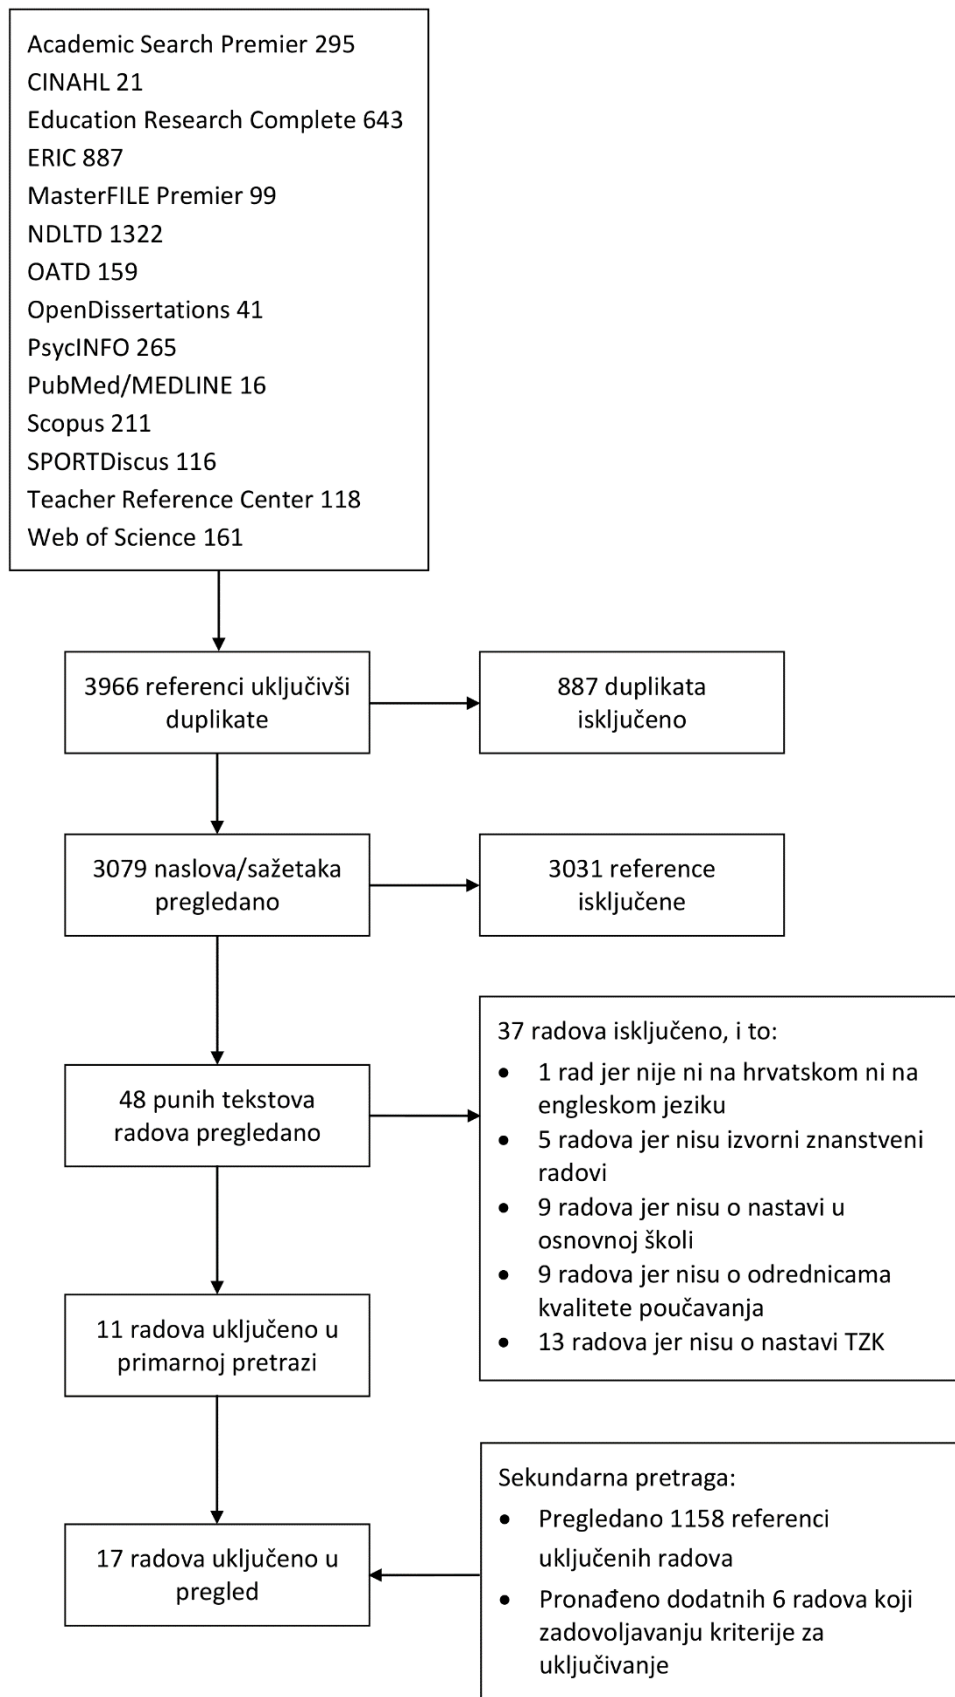 Academic Search Premier 295
CINAHL 21
Education Research Complete 643
ERIC 887
MasterFILE Premier 99
NDLTD 1322
OATD 159
OpenDissertations 41
PsycINFO 265
PubMed/MEDLINE 16
Scopus 211
SPORTDiscus 116
Teacher Reference Center 118
Web of Science 161
3966 referenci uključivši
duplikate
887 duplikata
isključeno
3079 naslova/sažetaka
pregledano
3031 reference
isključene
48 punih tekstova
radova pregledano
37 radova isključeno, i to:
• 1 rad jer nije ni na hrvatskom ni na
engleskom jeziku
• 5 radova jer nisu izvorni znanstveni
radovi
• 9 radova jer nisu o nastavi u
osnovnoj školi
• 9 radova jer nisu o odrednicama
kvalitete poučavanja
• 13 radova jer nisu o nastavi TZK
11 radova uključeno u
primarnoj pretrazi
Sekundarna pretraga:
• Pregledano 1158 referenci
uključenih radova
• Pronađeno dodatnih 6 radova koji
zadovoljavanju kriterije za
uključivanje
17 radova uključeno u
pregled